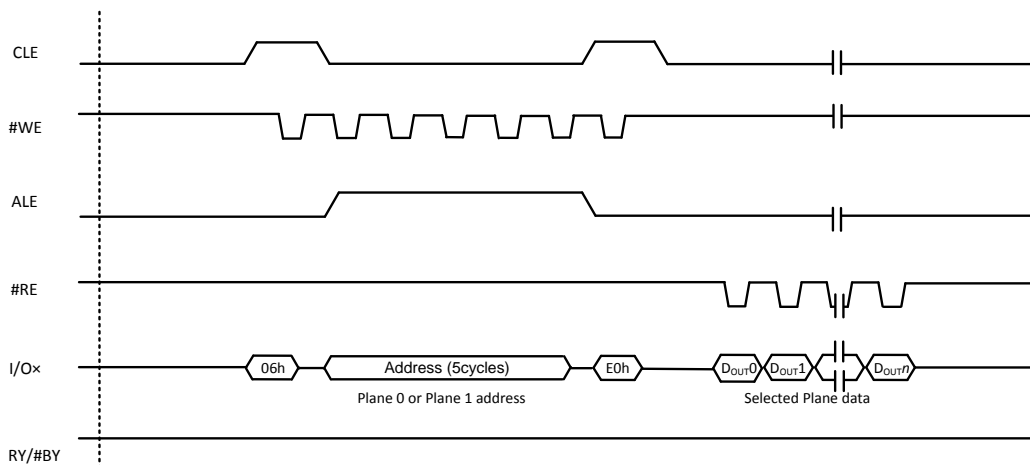 CLE
#WE
ALE
#RE
I/O×
06h
Address (5cycles)
E0h
DOUT0
DOUT1
DOUTn
Plane 0 or Plane 1 address
Selected Plane data
RY/#BY